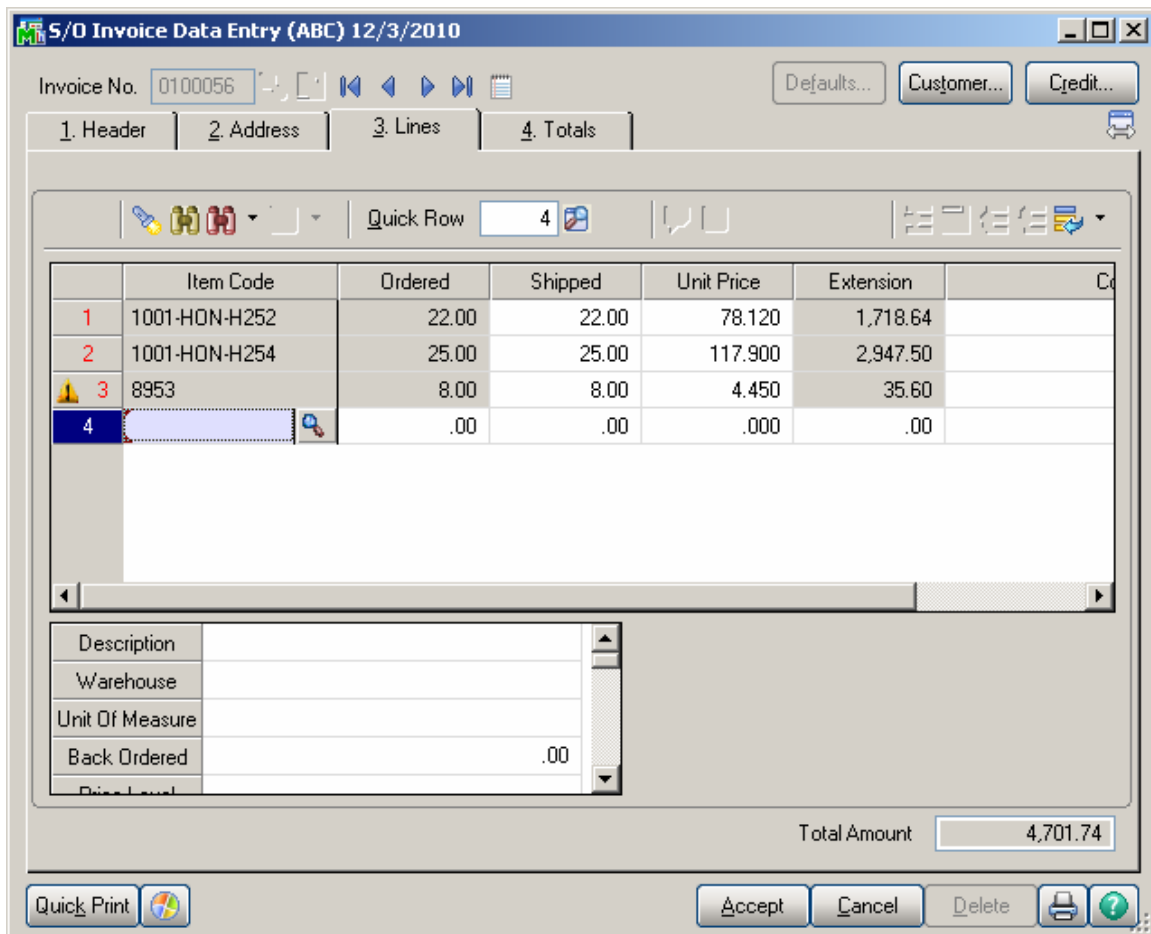 S/O Invoice Data Entry (ABC) 12/3/2010
Invoice No. 0100056 Defaults... Customer... Credit...
1. Header 2. Address 3. Lines 4. Totals
Quick Row 4
Item Code Ordered Shipped Unit Price Extension
1 1001-HON-H252 22.00 22.00 78.120 1,718.64
2 1001-HON-H254 25.00 25.00 117.900 2,947.50
3 8953 8.00 8.00 4.450 35.60
4 .00 .00 .000 .00
Description
Warehouse
Unit Of Measure
Back Ordered .00
Total Amount 4,701.74
Quick Print Accept Cancel Delete